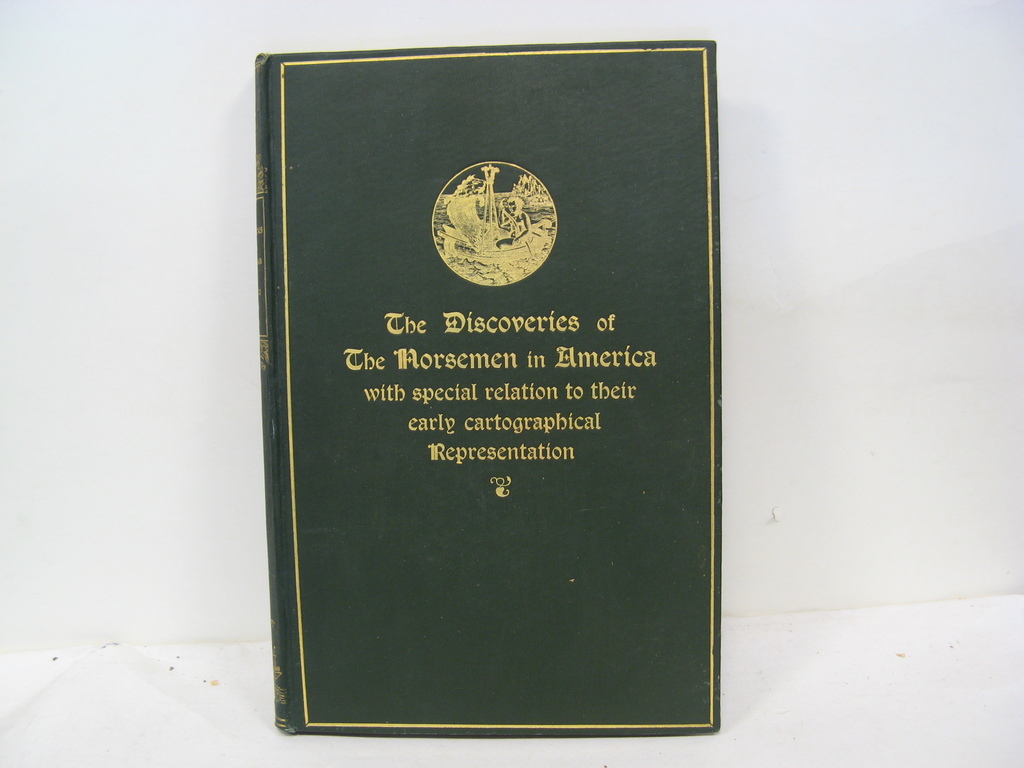 The Discoveries of
The Norsemen in America
with special relation to their
early cartographical
Representation